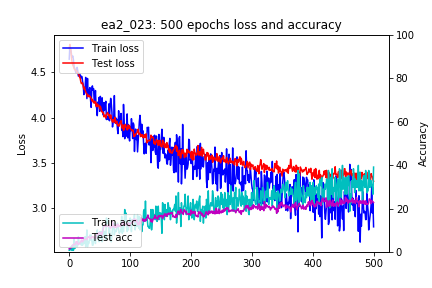 ea2_023: 500 epochs loss and accuracy
Train loss
Test loss
Train acc
Test acc
Loss
4.5
4.0
3.5
3.0
Accuracy
100
80
60
40
20
0
0
100
200
300
400
500